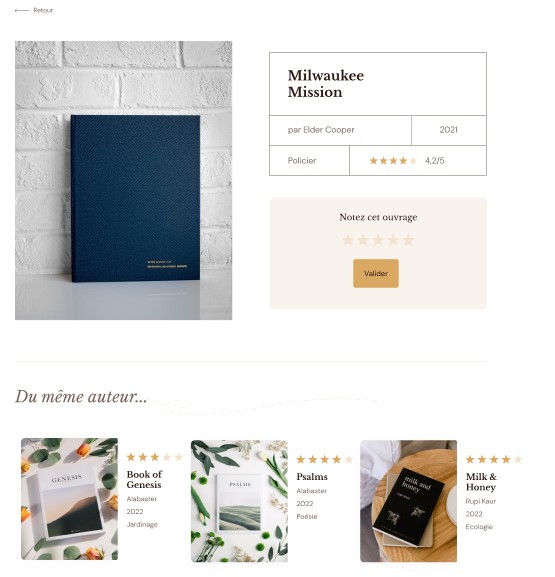 Retour
Milwaukee
Mission
par Elder Cooper
2021
Policier
4,2/5
Notez cet ouvrage
Valider
Du même auteur...
GENESIS
Book of
Genesis
Alabaster
2022
Jardinage
PSALMS
Psalms
Alabaster
2022
Poésie
milk and
honey
Milk &
Honey
Rupi Kaur
2022
Ecologie